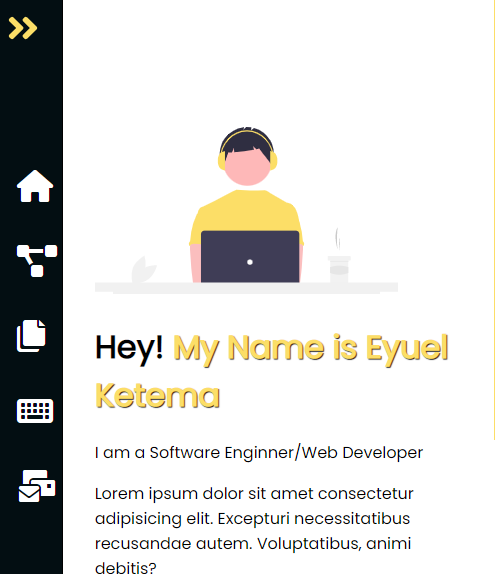 Hey! My Name is Eyuel
Ketema
I am a Software Enginner/Web Developer
Lorem ipsum dolor sit amet consectetur
adipisicing elit. Excepturi necessitatibus
recusandae autem. Voluptatibus, animi
debitis?